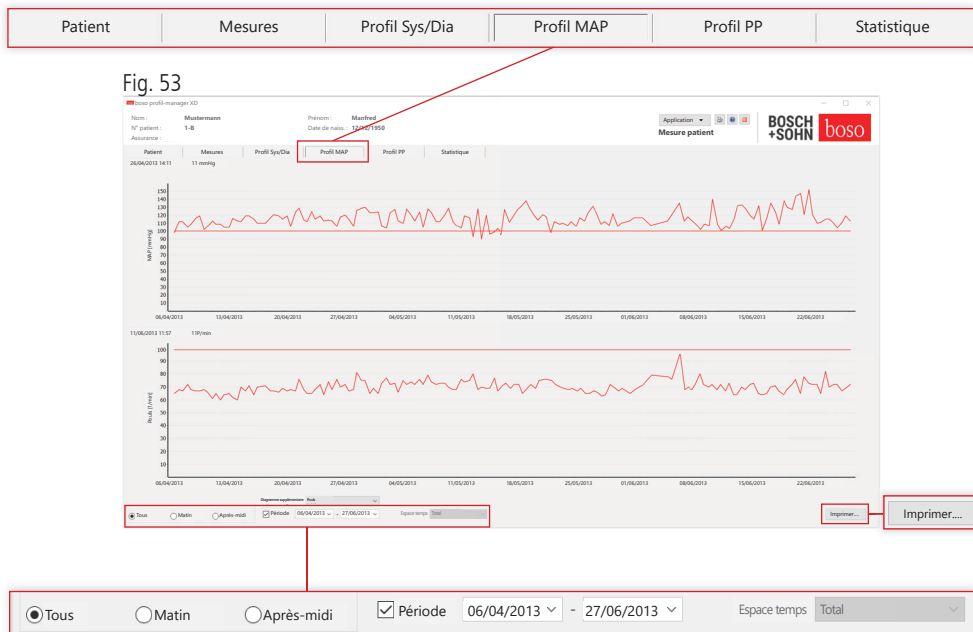 Patient Mesures Profil Sys/Dia Profil MAP Profil PP Statistique
Fig. 53
boso profil-manager XD
Nom : Mustermann Prénom : Manfred
N° patient : 1-8 Date de naiss. : 12/12/1950
Assurance :
Application
Mesure patient
BOSCH
+SOHN
boso
Patient Mesures Profil Sys/Dia Profil MAP Profil PP Statistique
26/04/2013 14:11 11 mmHg
150
140
130
120
110
100
90
80
70
60
50
40
30
20
10
MAP [mmHg]
06/04/2013 13/04/2013 20/04/2013 27/04/2013 04/05/2013 11/05/2013 18/05/2013 25/05/2013 01/06/2013 08/06/2013 15/06/2013 22/06/2013
11/06/2013 11:57 11P/min
100
90
80
70
60
50
40
30
20
10
Pouls (1/min)
06/04/2013 13/04/2013 20/04/2013 27/04/2013 04/05/2013 11/05/2013 18/05/2013 25/05/2013 01/06/2013 08/06/2013 15/06/2013 22/06/2013
Diagramme supplémentaire Pouls
Tous Matin Après-midi Période 06/04/2013 - 27/06/2013 Espace temps Total
Imprimer...
Imprimer....
Tous Matin Après-midi Période 06/04/2013 - 27/06/2013 Espace temps Total